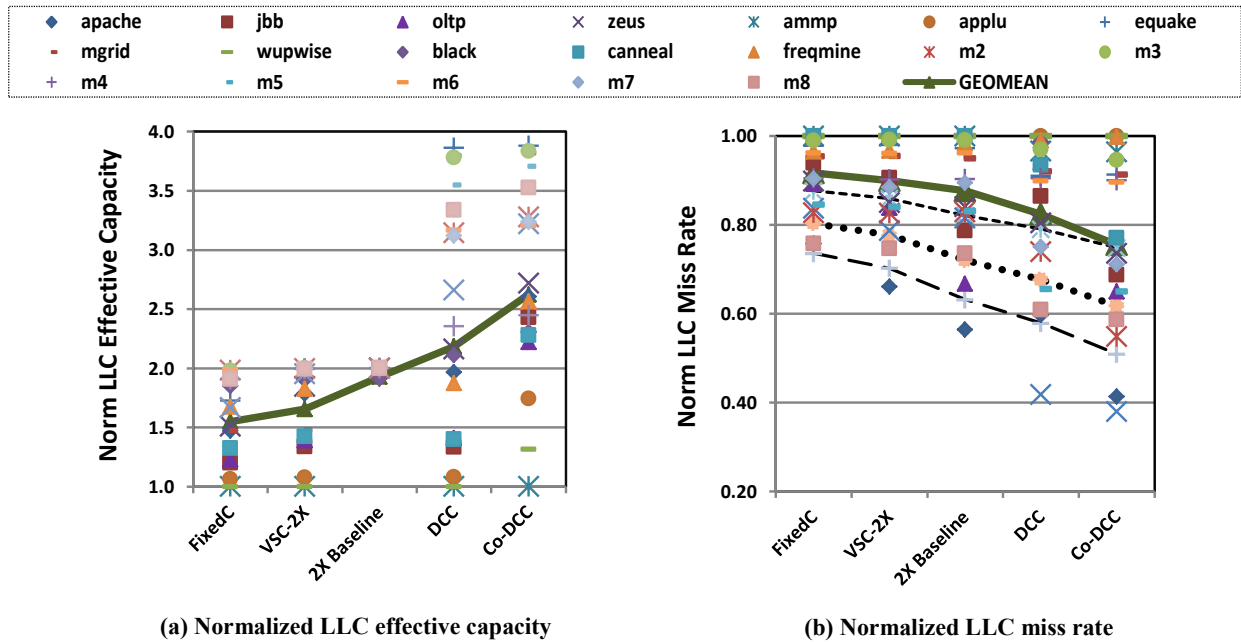 apache jbb oltp zeus ammp applu equake
mgrid wupwise black canneal freqmine m2 m3
m4 m5 m6 m7 m8 GEOMEAN
Norm LLC Effective Capacity
4.0
3.5
3.0
2.5
2.0
1.5
1.0
FixedC
VSC-2X
2X Baseline
DCC
Co-DCC
(a) Normalized LLC effective capacity
Norm LLC Miss Rate
1.00
0.80
0.60
0.40
0.20
FixedC
VSC-2X
2X Baseline
DCC
Co-DCC
(b) Normalized LLC miss rate